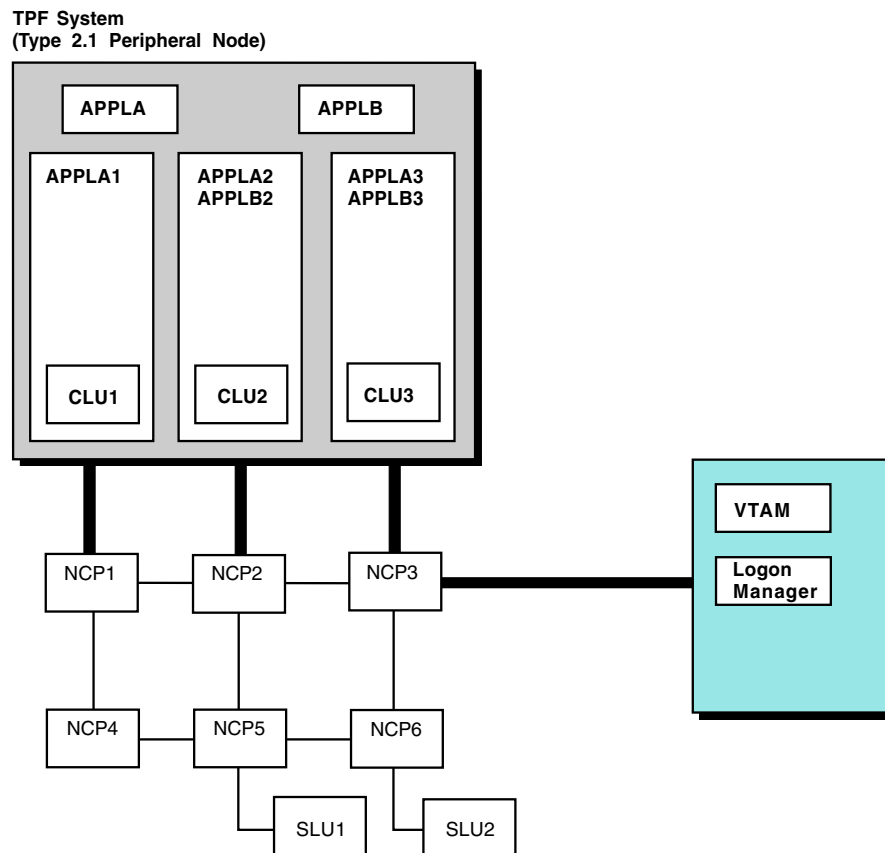 TPF System
(Type 2.1 Peripheral Node)
APPLA
APPLB
APPLA1
APPLA2
APPLB2
APPLA3
APPLB3
CLU1
CLU2
CLU3
VTAM
Logon
Manager
NCP1
NCP2
NCP3
NCP4
NCP5
NCP6
SLU1
SLU2